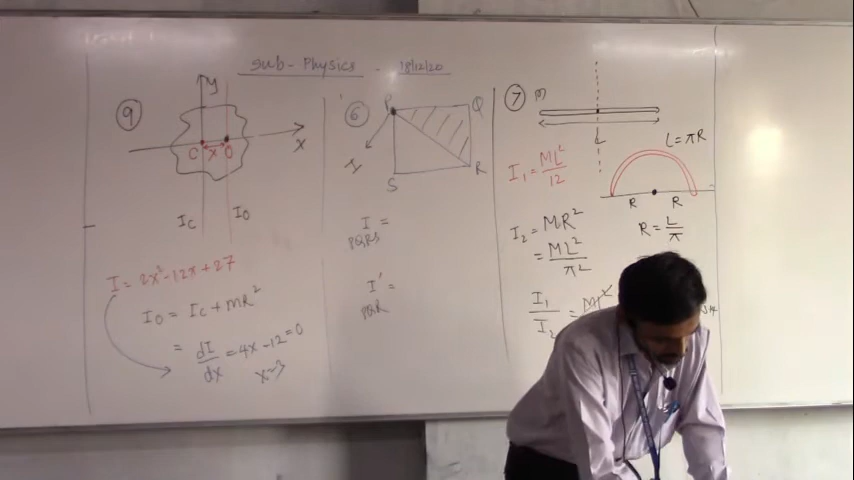 Sub- Physics - 18/12/20
9
y
x
C x O
IC IO
I = 2x² -12x + 27
IO = IC + MR²
= dI/dx = 4x -12 = 0
x = 3
6
P Q
I
S R
I =
PQRS
I' =
PQR
7 m
L
I1 = ML²/12
L = πR
R R
I2 = MR²
= ML²/π²
R = L/π
I1/I2 = ML²